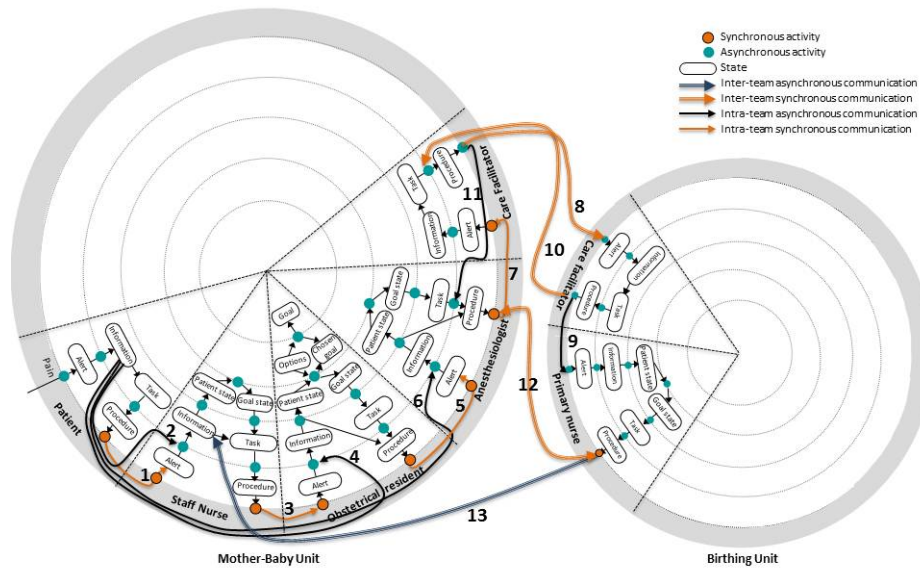 Synchronous activity
Asynchronous activity
State
Inter-team asynchronous communication
Inter-team synchronous communication
Intra-team asynchronous communication
Intra-team synchronous communication
Pain
Alert
Information
Task
Procedure
Patient
1
2
Alert
Information
Patient state
Goal state
Task
Procedure
Staff Nurse
3
4
Alert
Information
Patient state
Options
Goal
Chosen goal
Goal state
Task
Procedure
Obstetrical resident
5
6
Alert
Information
Patient state
Goal state
Task
Procedure
Anesthesiologist
7
Alert
Information
Task
Procedure
11
Care Facilitator
8
10
Alert
Information
Task
Procedure
Care facilitator
9
Alert
Information
Patient state
Goal state
Task
Procedure
Primary nurse
12
13
Mother-Baby Unit
Birthing Unit